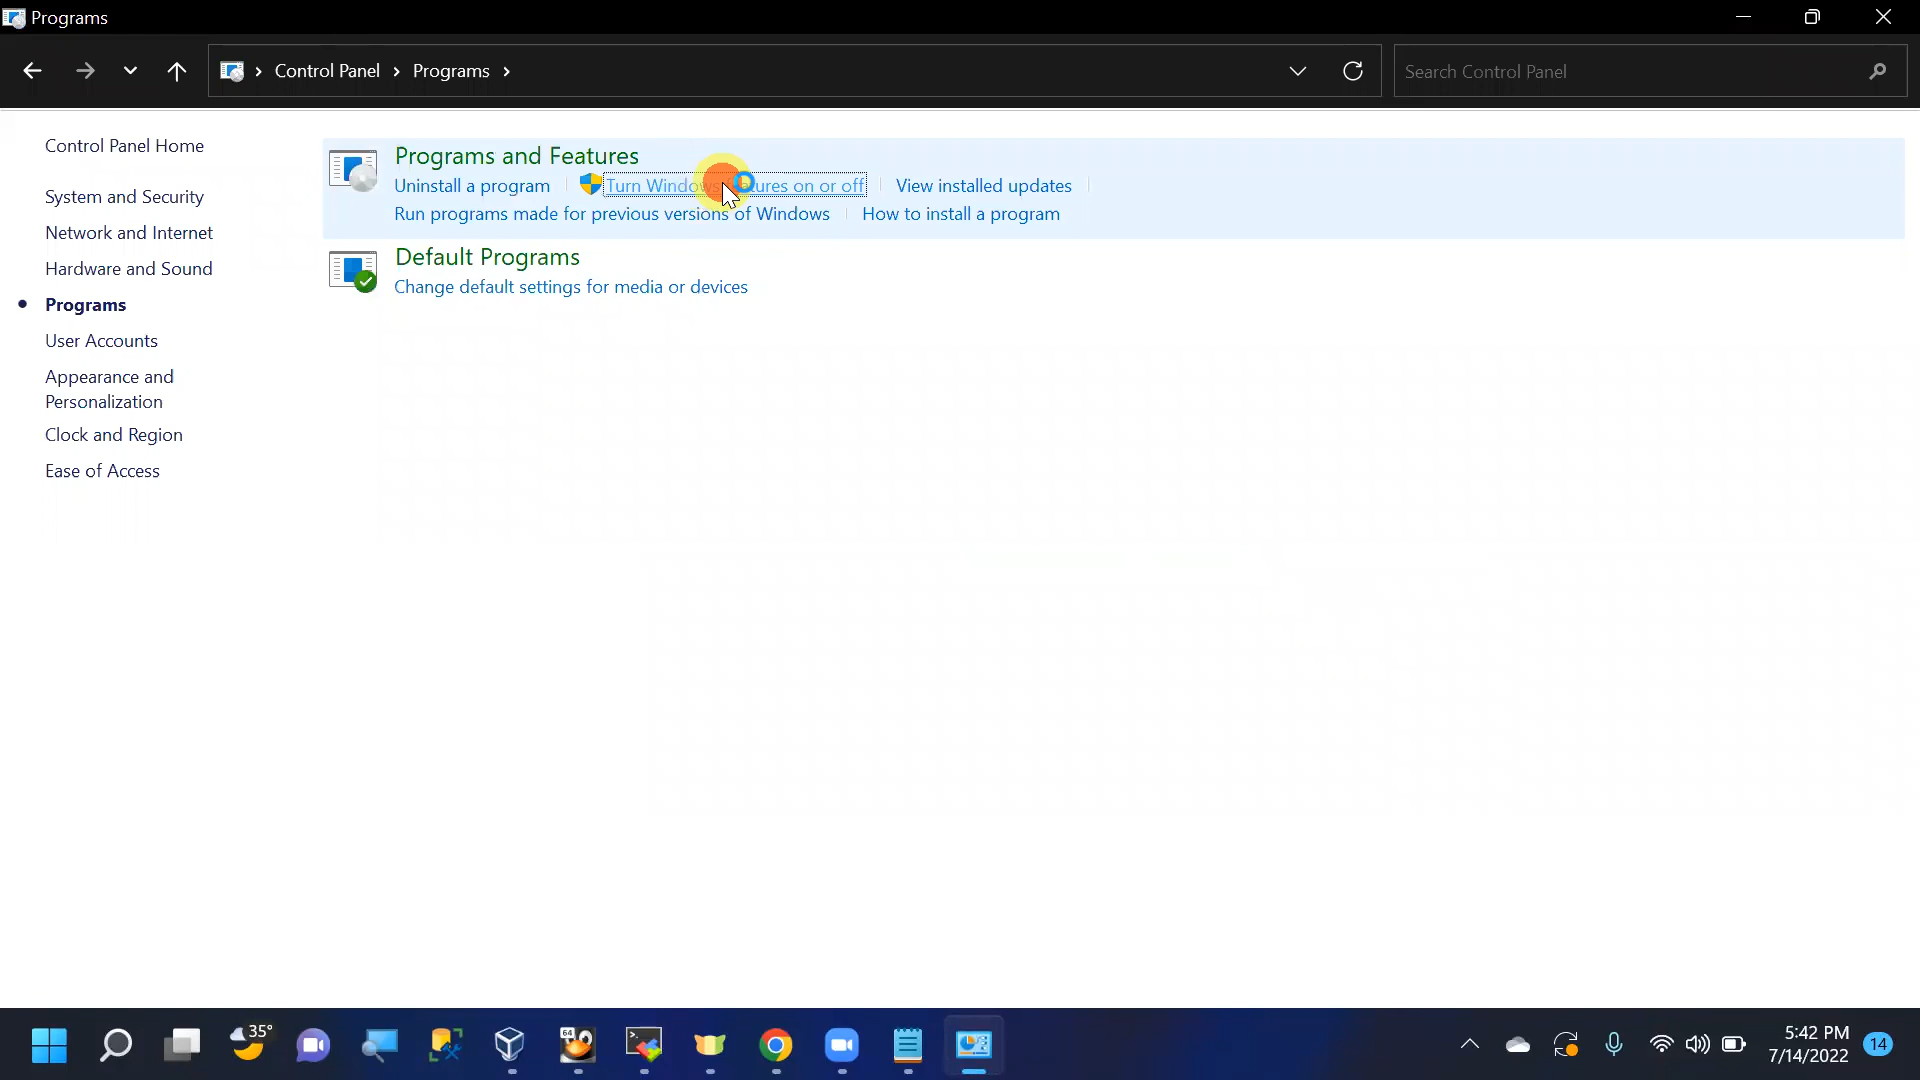 Programs
Control Panel > Programs >
Search Control Panel
Control Panel Home
System and Security
Network and Internet
Hardware and Sound
Programs
User Accounts
Appearance and
Personalization
Clock and Region
Ease of Access
Programs and Features
Uninstall a program
Turn Windows features on or off
View installed updates
Run programs made for previous versions of Windows
How to install a program
Default Programs
Change default settings for media or devices
35°
64
5:42 PM
7/14/2022
14